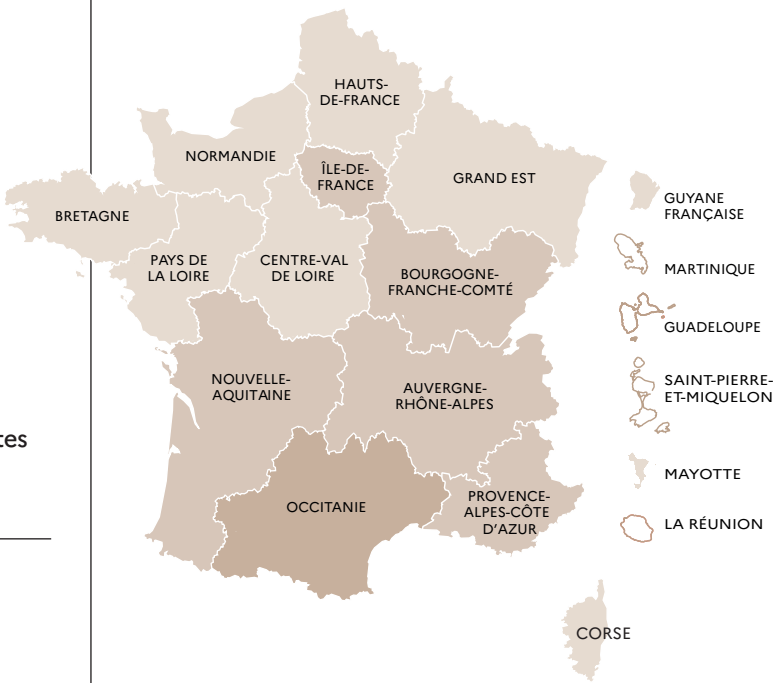 HAUTS-
DE-FRANCE
NORMANDIE
ÎLE-DE-
FRANCE
GRAND EST
BRETAGNE
PAYS DE
LA LOIRE
CENTRE-VAL
DE LOIRE
BOURGOGNE-
FRANCHE-COMTÉ
NOUVELLE-
AQUITAINE
AUVERGNE-
RHÔNE-ALPES
OCCITANIE
PROVENCE-
ALPES-CÔTE
D'AZUR
CORSE
GUYANE
FRANÇAISE
MARTINIQUE
GUADELOUPE
SAINT-PIERRE-
ET-MIQUELON
MAYOTTE
LA RÉUNION